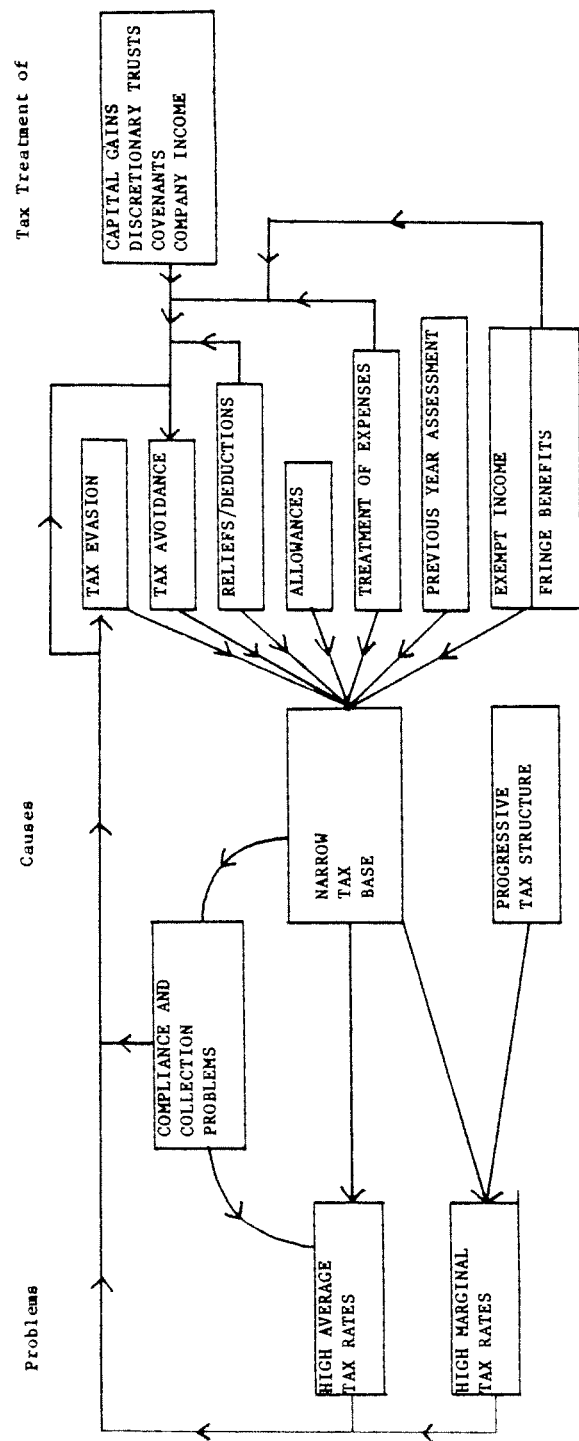 Problems
Causes
Tax Treatment of
TAX EVASION
TAX AVOIDANCE
RELIEFS/DEDUCTIONS
ALLOWANCES
TREATMENT OF EXPENSES
PREVIOUS YEAR ASSESSMENT
EXEMPT INCOME
FRINGE BENEFITS
CAPITAL GAINS
DISCRETIONARY TRUSTS
COVENANTS
COMPANY INCOME
COMPLIANCE AND
COLLECTION
PROBLEMS
NARROW
TAX
BASE
PROGRESSIVE
TAX STRUCTURE
HIGH AVERAGE
TAX RATES
HIGH MARGINAL
TAX RATES